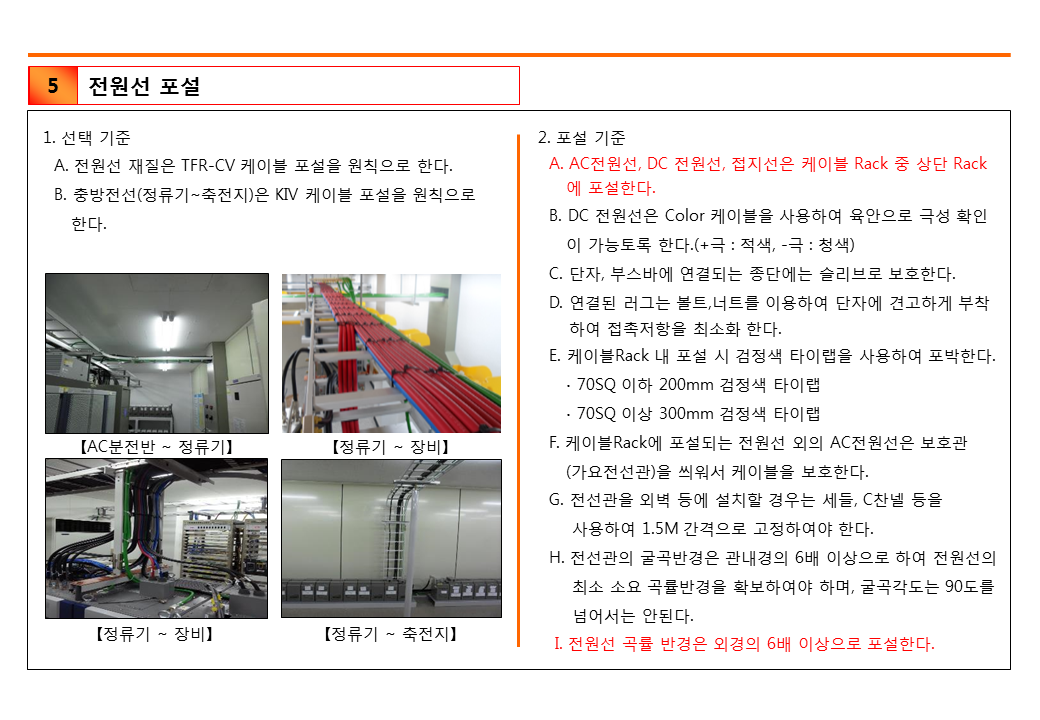 5 전원선 포설
1. 선택 기준
A. 전원선 재질은 TFR-CV 케이블 포설을 원칙으로 한다.
B. 충방전선(정류기~축전지)은 KIV 케이블 포설을 원칙으로
한다.
【AC분전반 ~ 정류기】
【정류기 ~ 장비】
【정류기 ~ 장비】
【정류기 ~ 축전지】
2. 포설 기준
A. AC전원선, DC 전원선, 접지선은 케이블 Rack 중 상단 Rack
에 포설한다.
B. DC 전원선은 Color 케이블을 사용하여 육안으로 극성 확인
이 가능토록 한다.(+극 : 적색, -극 : 청색)
C. 단자, 부스바에 연결되는 종단에는 슬리브로 보호한다.
D. 연결된 러그는 볼트,너트를 이용하여 단자에 견고하게 부착
하여 접촉저항을 최소화 한다.
E. 케이블Rack 내 포설 시 검정색 타이랩을 사용하여 포박한다.
· 70SQ 이하 200mm 검정색 타이랩
· 70SQ 이상 300mm 검정색 타이랩
F. 케이블Rack에 포설되는 전원선 외의 AC전원선은 보호관
(가요전선관)을 씌워서 케이블을 보호한다.
G. 전선관을 외벽 등에 설치할 경우는 세들, C찬넬 등을
사용하여 1.5M 간격으로 고정하여야 한다.
H. 전선관의 굴곡반경은 관내경의 6배 이상으로 하여 전원선의
최소 소요 곡률반경을 확보하여야 하며, 굴곡각도는 90도를
넘어서는 안된다.
I. 전원선 곡률 반경은 외경의 6배 이상으로 포설한다.